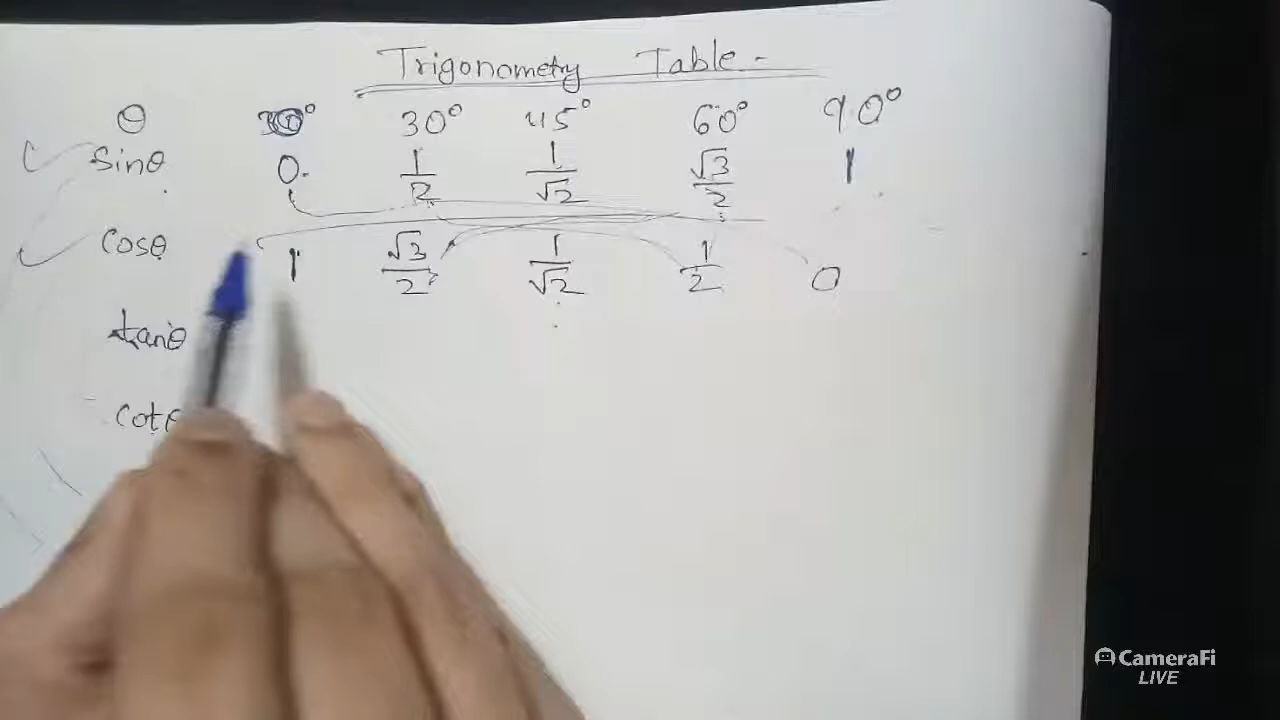 Trigonometry Table -
θ 30° 45° 60° 90°
sinθ 0 1/2 1/√2 √3/2 1
cosθ 1 √3/2 1/√2 1/2 0
tanθ
cotθ
CameraFi
LIVE